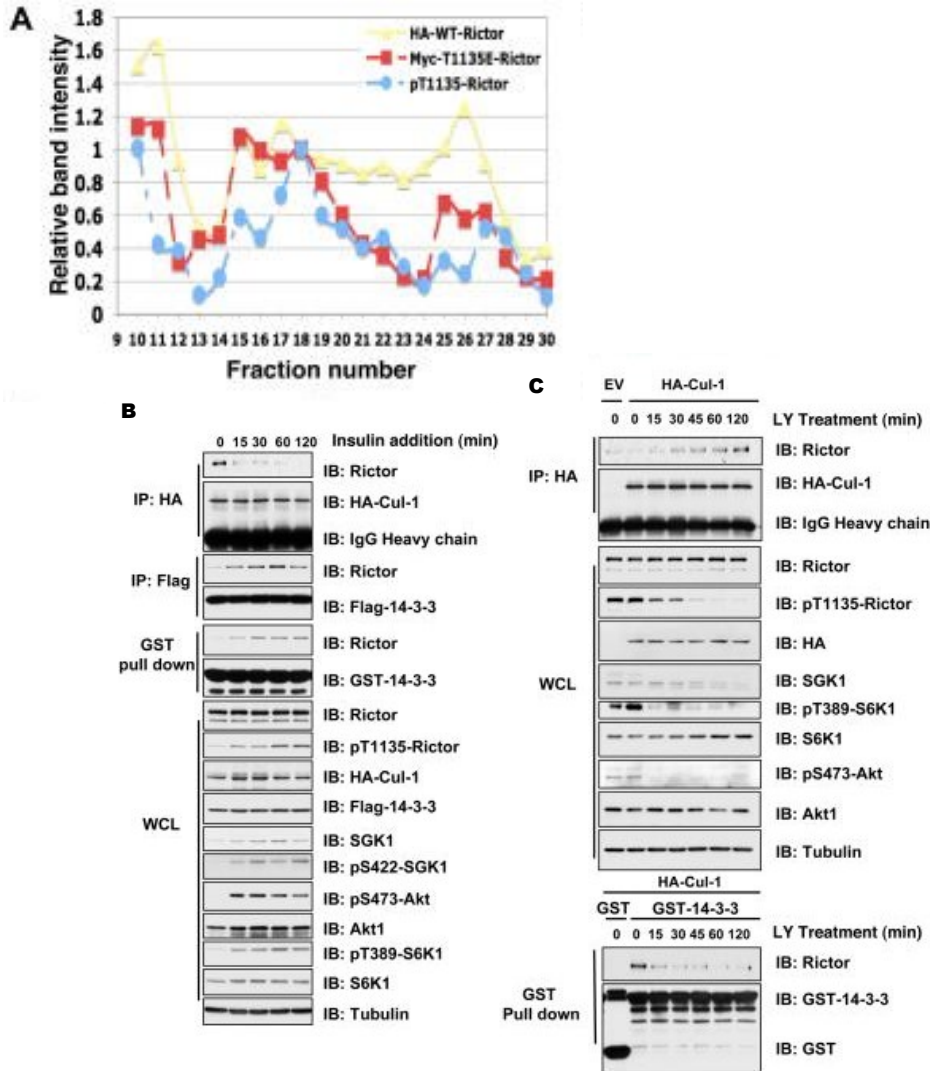 A
Relative band intensity
1.8
1.6
1.4
1.2
1
0.8
0.6
0.4
0.2
0
HA-WT-Rictor
Myc-T1135E-Rictor
pT1135-Rictor
9 10 11 12 13 14 15 16 17 18 19 20 21 22 23 24 25 26 27 28 29 30
Fraction number
B
0 15 30 60 120 Insulin addition (min)
IP: HA
IB: Rictor
IB: HA-Cul-1
IB: IgG Heavy chain
IP: Flag
IB: Rictor
IB: Flag-14-3-3
GST
pull down
IB: Rictor
IB: GST-14-3-3
WCL
IB: Rictor
IB: pT1135-Rictor
IB: HA-Cul-1
IB: Flag-14-3-3
IB: SGK1
IB: pS422-SGK1
IB: pS473-Akt
IB: Akt1
IB: pT389-S6K1
IB: S6K1
IB: Tubulin
C
EV HA-Cul-1
0 0 15 30 45 60 120 LY Treatment (min)
IP: HA
IB: Rictor
IB: HA-Cul-1
IB: IgG Heavy chain
WCL
IB: Rictor
IB: pT1135-Rictor
IB: HA
IB: SGK1
IB: pT389-S6K1
IB: S6K1
IB: pS473-Akt
IB: Akt1
IB: Tubulin
HA-Cul-1
GST GST-14-3-3
0 0 15 30 45 60 120 LY Treatment (min)
GST
Pull down
IB: Rictor
IB: GST-14-3-3
IB: GST